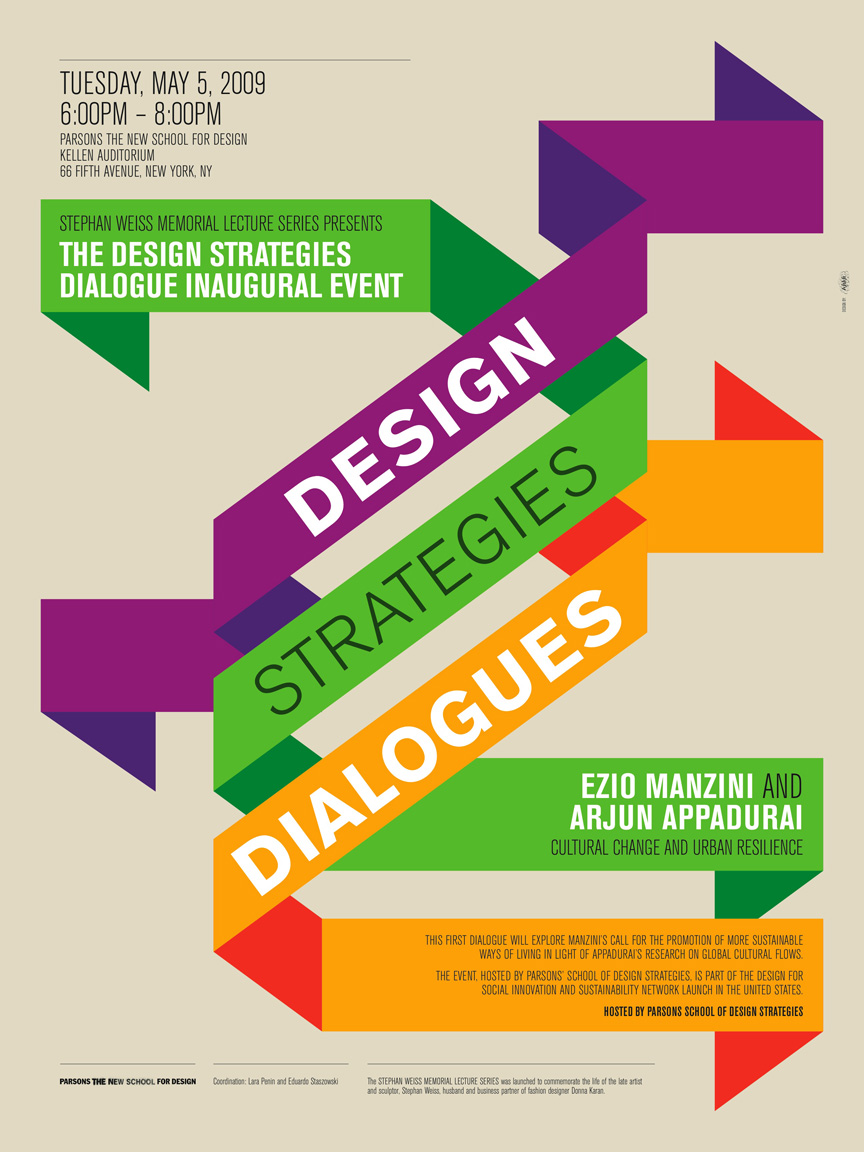 TUESDAY, MAY 5, 2009
6:00PM – 8:00PM
PARSONS THE NEW SCHOOL FOR DESIGN
KELLEN AUDITORIUM
66 FIFTH AVENUE, NEW YORK, NY
STEPHAN WEISS MEMORIAL LECTURE SERIES PRESENTS
THE DESIGN STRATEGIES
DIALOGUE INAUGURAL EVENT
DESIGN
STRATEGIES
DIALOGUES
EZIO MANZINI AND
ARJUN APPADURAI
CULTURAL CHANGE AND URBAN RESILIENCE
THIS FIRST DIALOGUE WILL EXPLORE MANZINI'S CALL FOR THE PROMOTION OF MORE SUSTAINABLE
WAYS OF LIVING IN LIGHT OF APPADURAI'S RESEARCH ON GLOBAL CULTURAL FLOWS.
THE EVENT, HOSTED BY PARSONS' SCHOOL OF DESIGN STRATEGIES, IS PART OF THE DESIGN FOR
SOCIAL INNOVATION AND SUSTAINABILITY NETWORK LAUNCH IN THE UNITED STATES.
HOSTED BY PARSONS SCHOOL OF DESIGN STRATEGIES
PARSONS THE NEW SCHOOL FOR DESIGN
Coordination: Lara Penin and Eduardo Staszowski
The STEPHAN WEISS MEMORIAL LECTURE SERIES was launched to commemorate the life of the late artist
and sculptor, Stephan Weiss, husband and business partner of fashion designer Donna Karan.